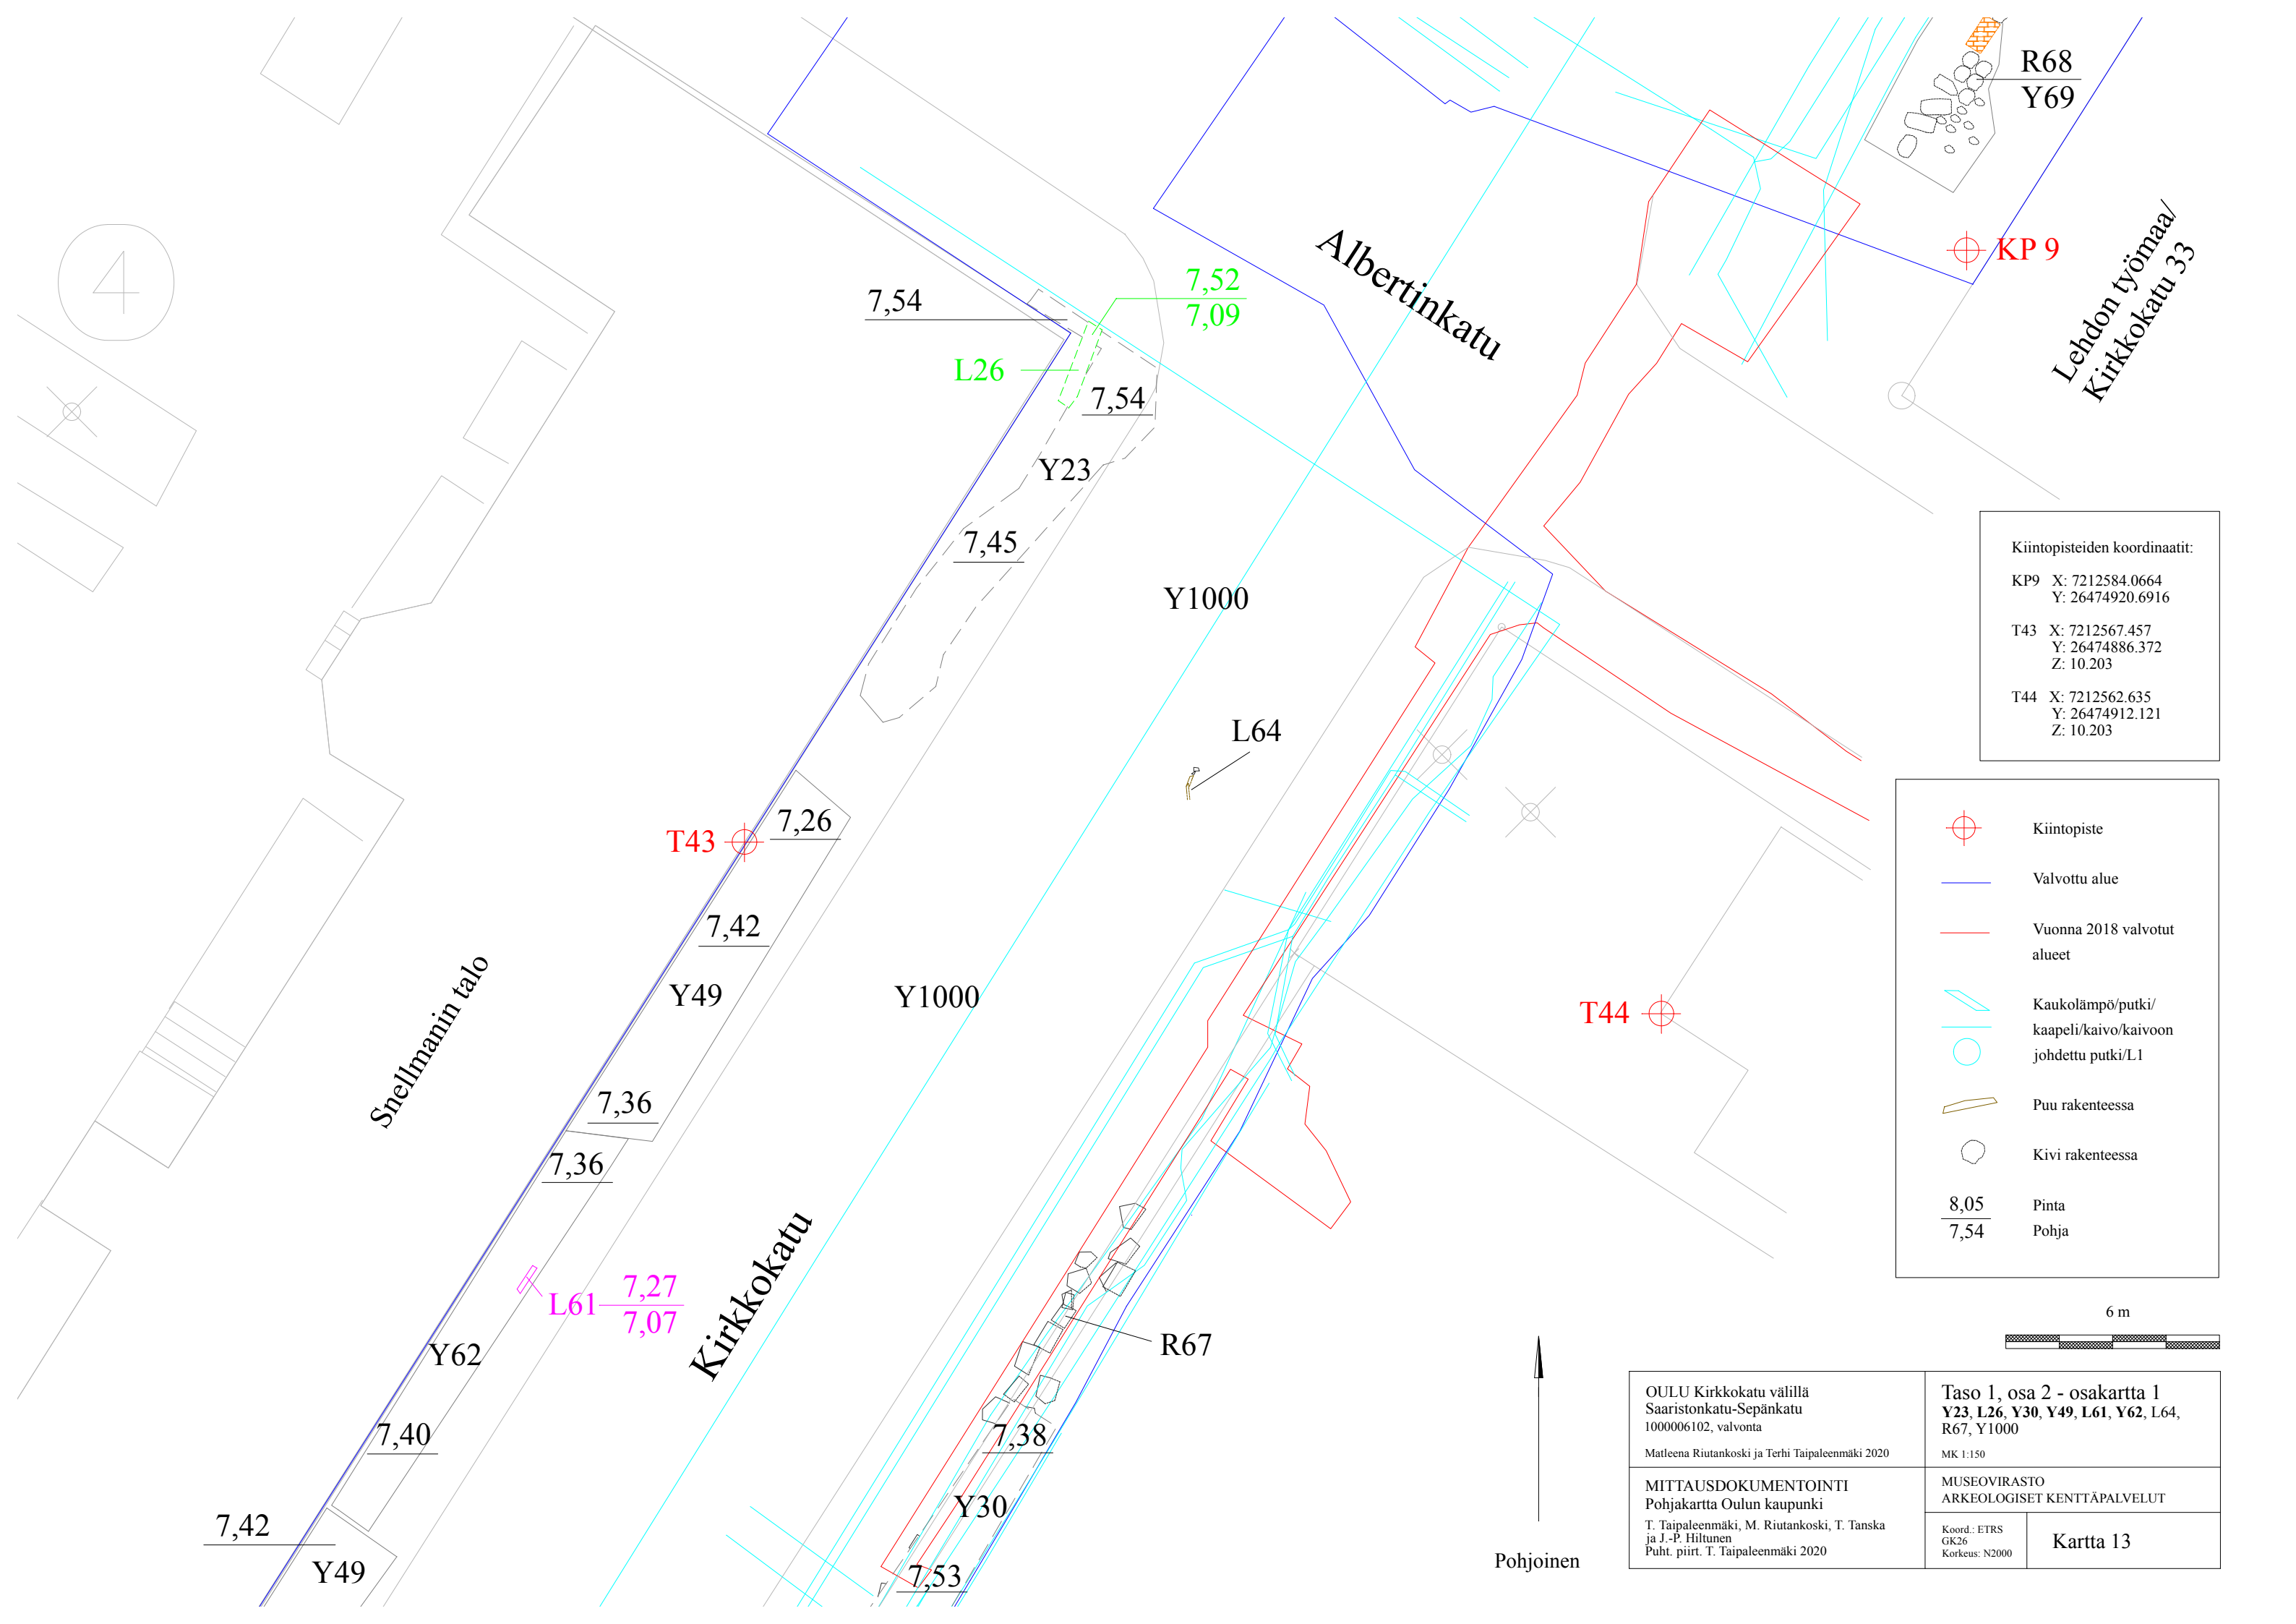 R68
Y69
4
Lehdon työmaa/
Kirkkokatu 33
KP 9
Albertinkatu
7,52
7,09
7,54
L26
7,54
Y23
7,45
Y1000
L64
T43
7,26
7,42
Y49
Y1000
T44
Snellmanin talo
7,36
7,36
Kirkkokatu
L61
7,27
7,07
Y62
R67
7,40
7,38
Y30
7,42
Y49
7,53
Kiintopisteiden koordinaatit:
KP9 X: 7212584.0664
Y: 26474920.6916
T43 X: 7212567.457
Y: 26474886.372
Z: 10.203
T44 X: 7212562.635
Y: 26474912.121
Z: 10.203
Kiintopiste
Valvottu alue
Vuonna 2018 valvotut
alueet
Kaukolämpö/putki/
kaapeli/kaivo/kaivoon
johdettu putki/L1
Puu rakenteessa
Kivi rakenteessa
8,05 Pinta
7,54 Pohja
6 m
Pohjoinen
OULU Kirkkokatu välillä
Saaristonkatu-Sepänkatu
1000006102, valvonta
Matleena Riutankoski ja Terhi Taipaleenmäki 2020
Taso 1, osa 2 - osakartta 1
Y23, L26, Y30, Y49, L61, Y62, L64,
R67, Y1000
MK 1:150
MITTAUSDOKUMENTOINTI
Pohjakartta Oulun kaupunki
T. Taipaleenmäki, M. Riutankoski, T. Tanska
ja J.-P. Hiltunen
Puht. piirt. T. Taipaleenmäki 2020
MUSEOVIRASTO
ARKEOLOGISET KENTTÄPALVELUT
Koord.: ETRS
GK26
Korkeus: N2000
Kartta 13